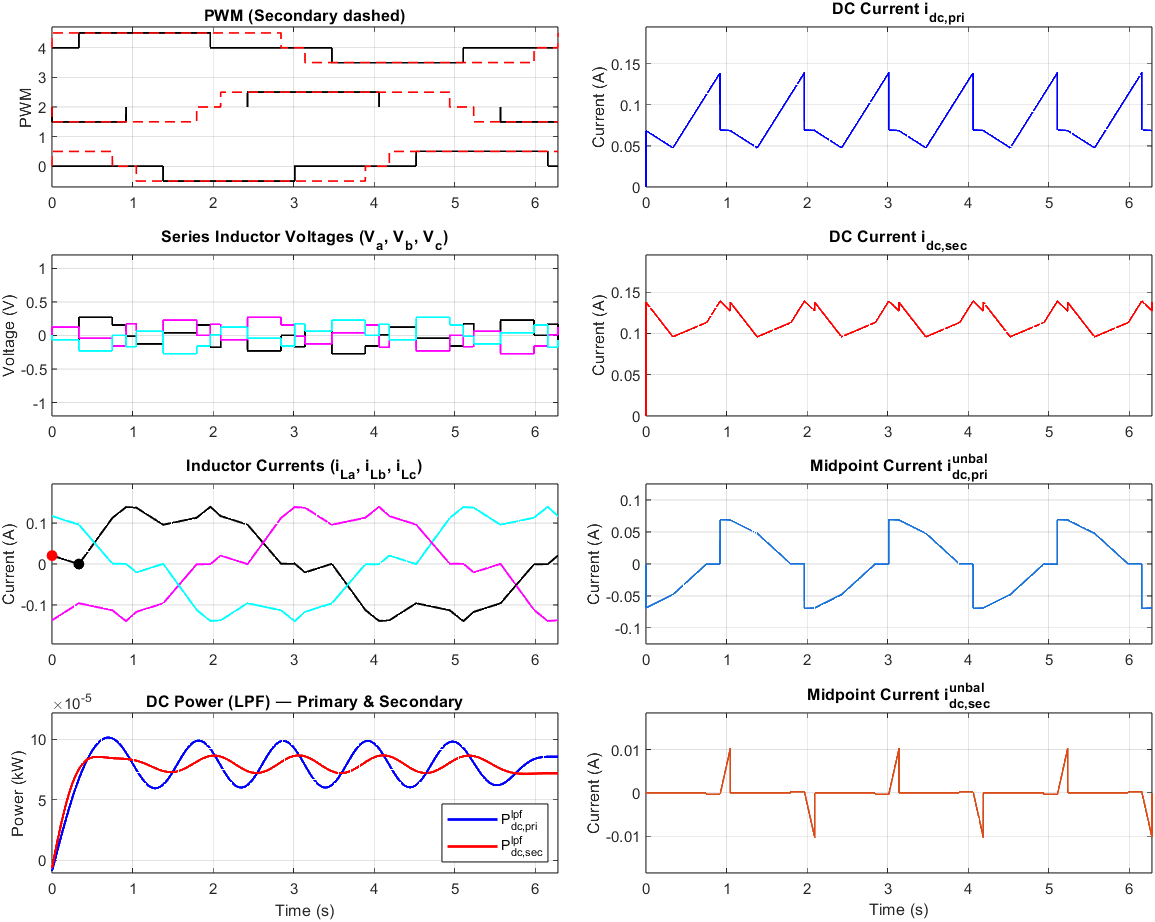 PWM (Secondary dashed)
PWM
4
3
2
1
0
0 1 2 3 4 5 6
DC Current i_dc,pri
Current (A)
0.15
0.1
0.05
0
0 1 2 3 4 5 6
Series Inductor Voltages (V_a, V_b, V_c)
Voltage (V)
1
0.5
0
-0.5
-1
0 1 2 3 4 5 6
DC Current i_dc,sec
Current (A)
0.15
0.1
0.05
0
0 1 2 3 4 5 6
Inductor Currents (i_La, i_Lb, i_Lc)
Current (A)
0.1
0
-0.1
0 1 2 3 4 5 6
Midpoint Current i^unbal_dc,pri
Current (A)
0.1
0.05
0
-0.05
-0.1
0 1 2 3 4 5 6
DC Power (LPF) — Primary & Secondary
×10^-5
Power (kW)
10
5
0
P^lpf_dc,pri
P^lpf_dc,sec
0 1 2 3 4 5 6
Time (s)
Midpoint Current i^unbal_dc,sec
Current (A)
0.01
0
-0.01
0 1 2 3 4 5 6
Time (s)